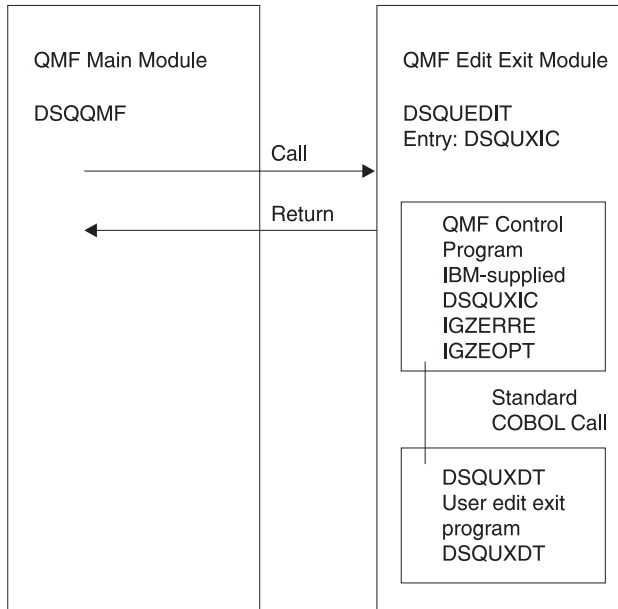 QMF Main Module
DSQQMF
QMF Edit Exit Module
DSQUEDIT
Entry: DSQUXIC
Call
Return
QMF Control
Program
IBM-supplied
DSQUXIC
IGZERRE
IGZEOPT
Standard
COBOL Call
DSQUXDT
User edit exit
program
DSQUXDT